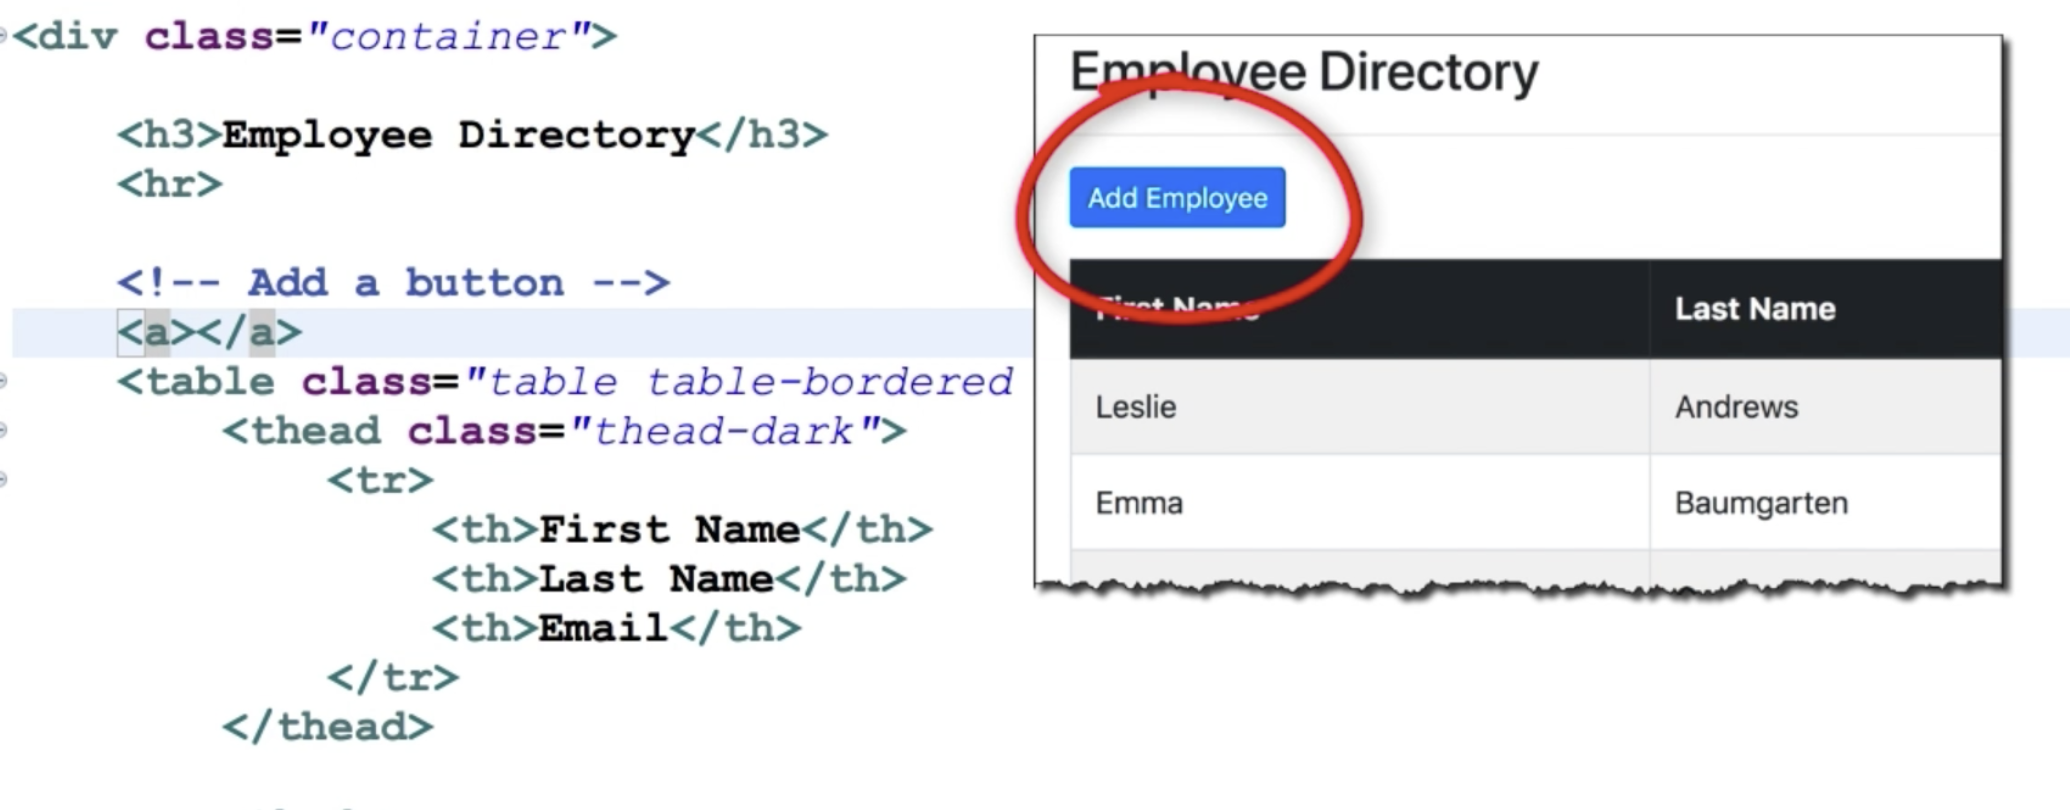 <div class="container">
<h3>Employee Directory</h3>
<hr>
<!-- Add a button -->
<a></a>
<table class="table table-bordered
<thead class="thead-dark">
<tr>
<th>First Name</th>
<th>Last Name</th>
<th>Email</th>
</tr>
</thead>
Employee Directory
Add Employee
First Name Last Name
Leslie Andrews
Emma Baumgarten